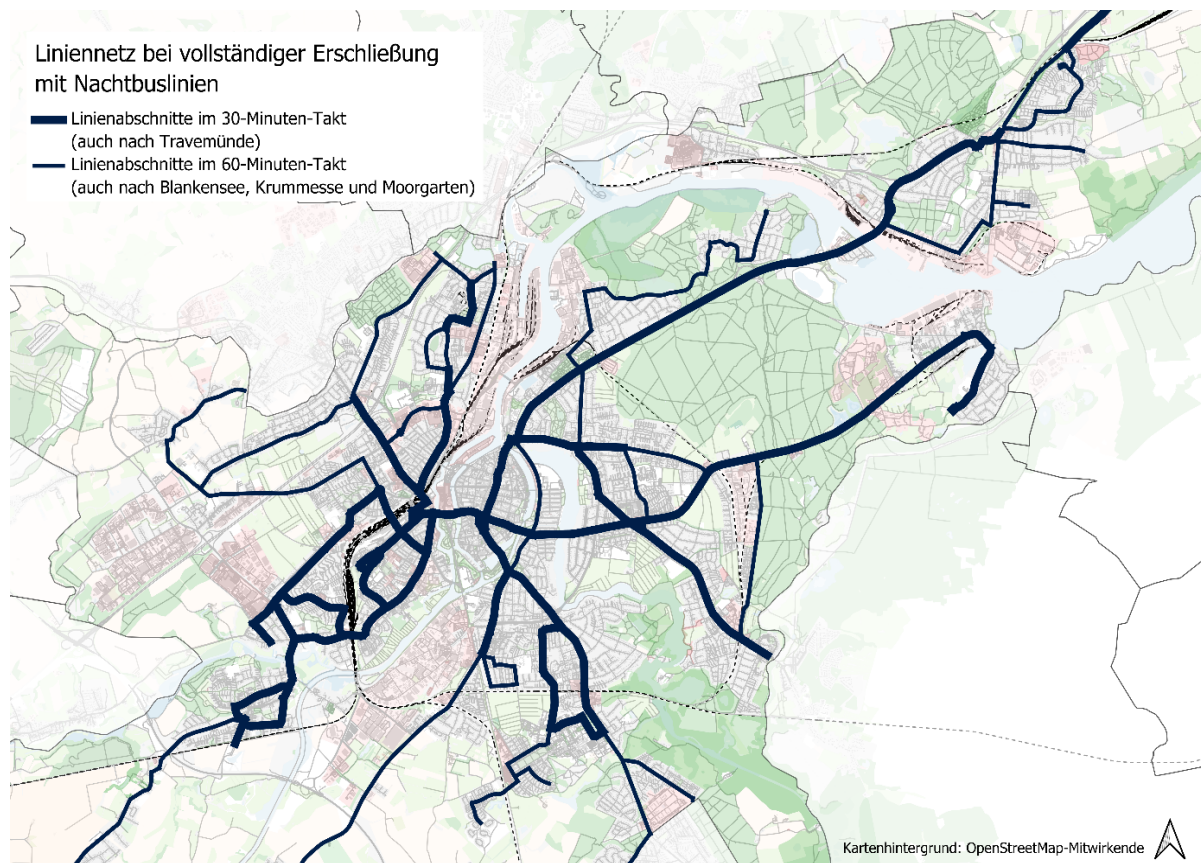 Liniennetz bei vollständiger Erschließung
mit Nachtbuslinien
Linienabschnitte im 30-Minuten-Takt
(auch nach Travemünde)
Linienabschnitte im 60-Minuten-Takt
(auch nach Blankensee, Krummesse und Moorgarten)
Kartenhintergrund: OpenStreetMap-Mitwirkende